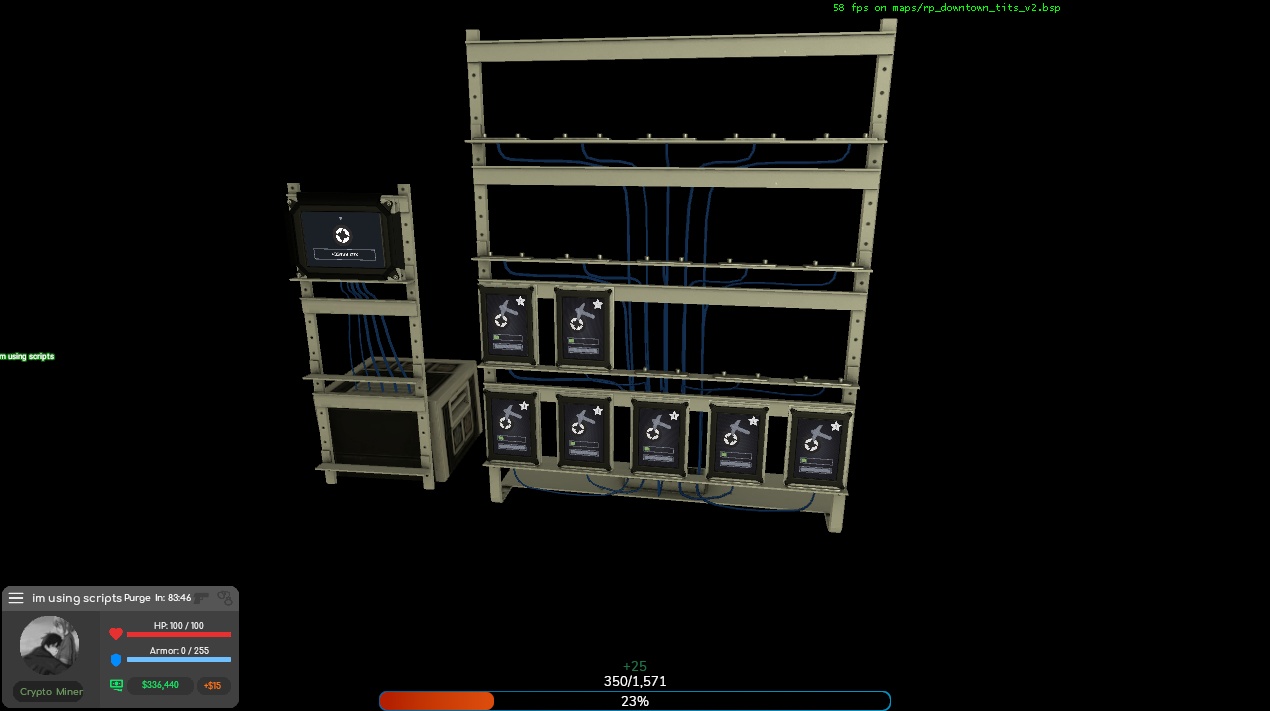 58 fps on maps/rp_downtown_tits_v2.bsp
m using scripts
im using scripts Purge In: 83:46
HP: 100 / 100
Armor: 0 / 255
$336,440 +$15
Crypto Miner
+25
350/1,571
23%